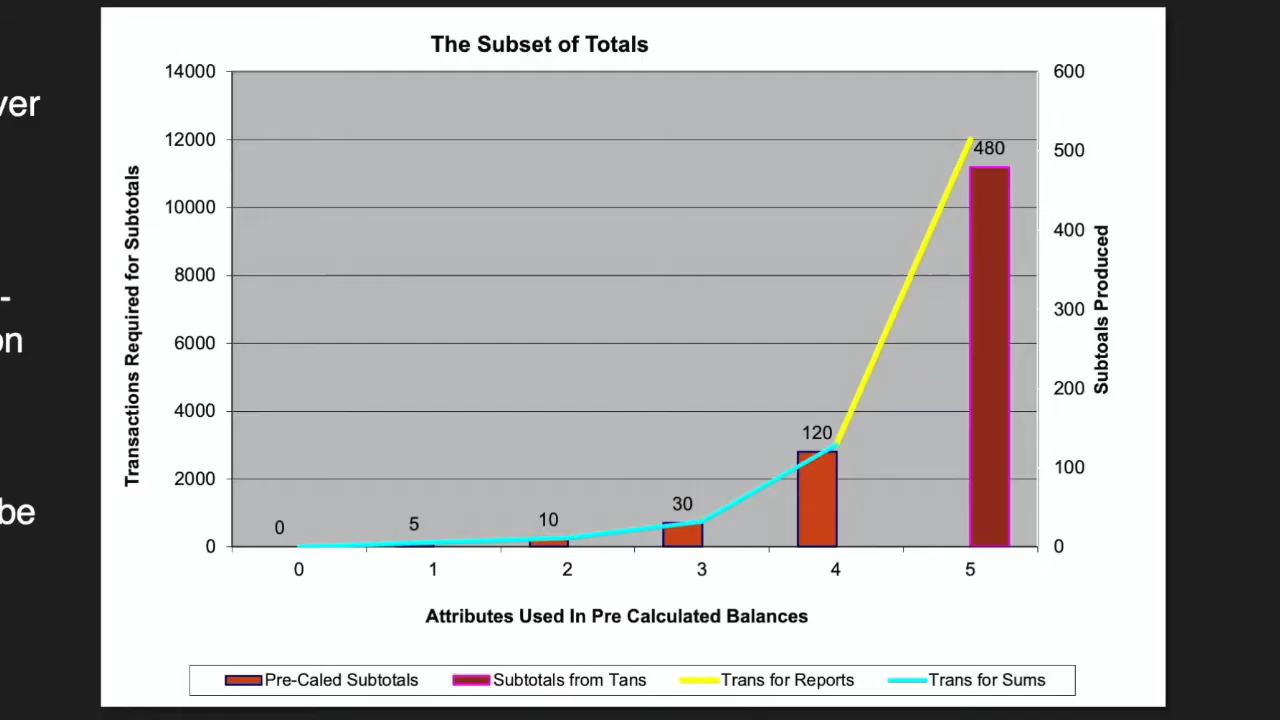 ver
-
on
be
The Subset of Totals
14000
12000
10000
8000
6000
4000
2000
0
Transactions Required for Subtotals
600
500
400
300
200
100
0
Subtoals Produced
0
5
10
30
120
480
0 1 2 3 4 5
Attributes Used In Pre Calculated Balances
Pre-Caled Subtotals Subtotals from Tans Trans for Reports Trans for Sums